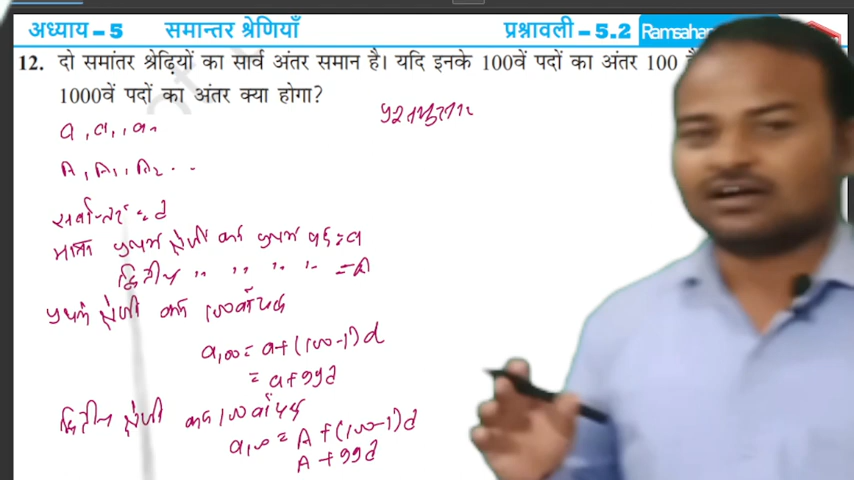 अध्याय - 5 समान्तर श्रेणियाँ प्रश्नावली - 5.2 Ramsahar
12. दो समांतर श्रेढ़ियों का सार्व अंतर समान है। यदि इनके 100वें पदों का अंतर 100 है
1000वें पदों का अंतर क्या होगा?
प्रश्नानुसार
a, a₁, a₂
A, A₁, A₂ ...
सार्वान्तर = d
माना प्रथम श्रेणी का प्रथम पद = a
द्वितीय " " " " = A
प्रथम श्रेणी का 100वाँ पद
a₁₀₀ = a + (100-1)d
= a + 99d
द्वितीय श्रेणी का 100वाँ पद
a₁₀₀ = A + (100-1)d
A + 99d